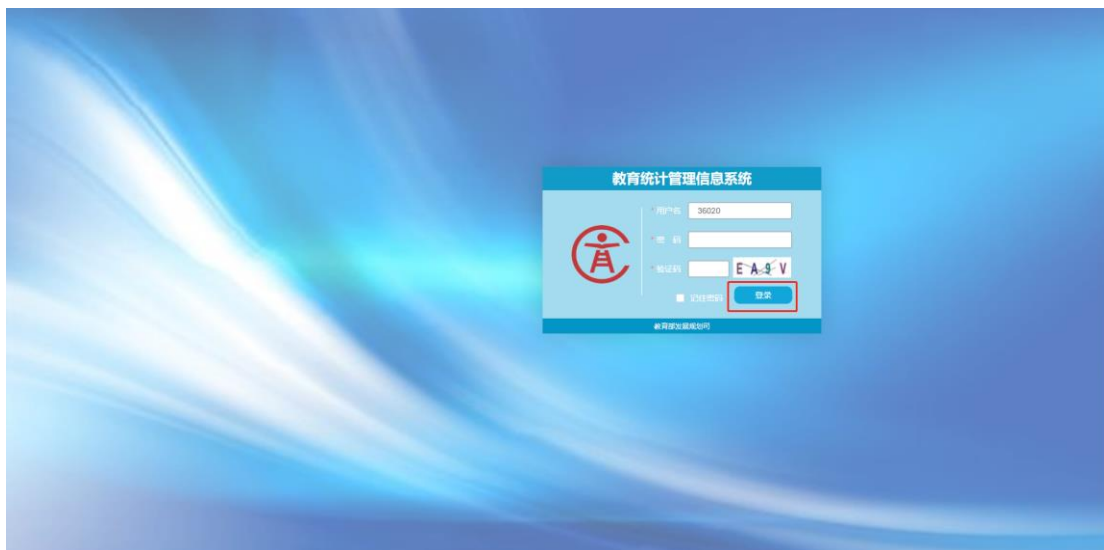 教育统计管理信息系统
* 用户名 36020
* 密 码
* 验证码 E A 9 V
记住密码 登录
教育部发展规划司